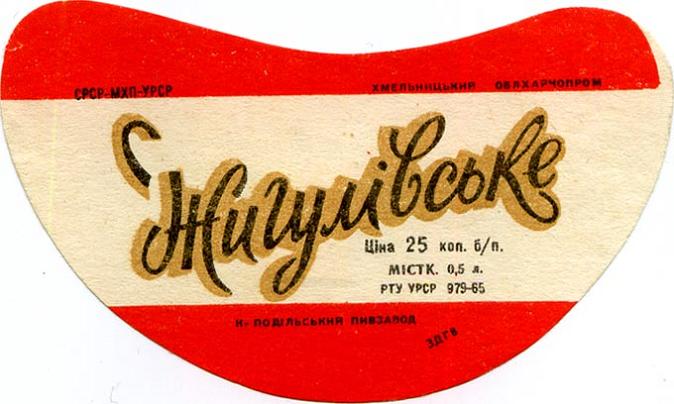 СРСР-МХП-УРСР ХМЕЛЬНИЦЬКИЙ ОБЛХАРЧОПРОМ
Жигулівське
Ціна 25 коп. б/п.
МІСТК. 0,5 л.
РТУ УРСР 979-65
К-ПОДІЛЬСЬКИЙ ПИВЗАВОД
ЗДГВ